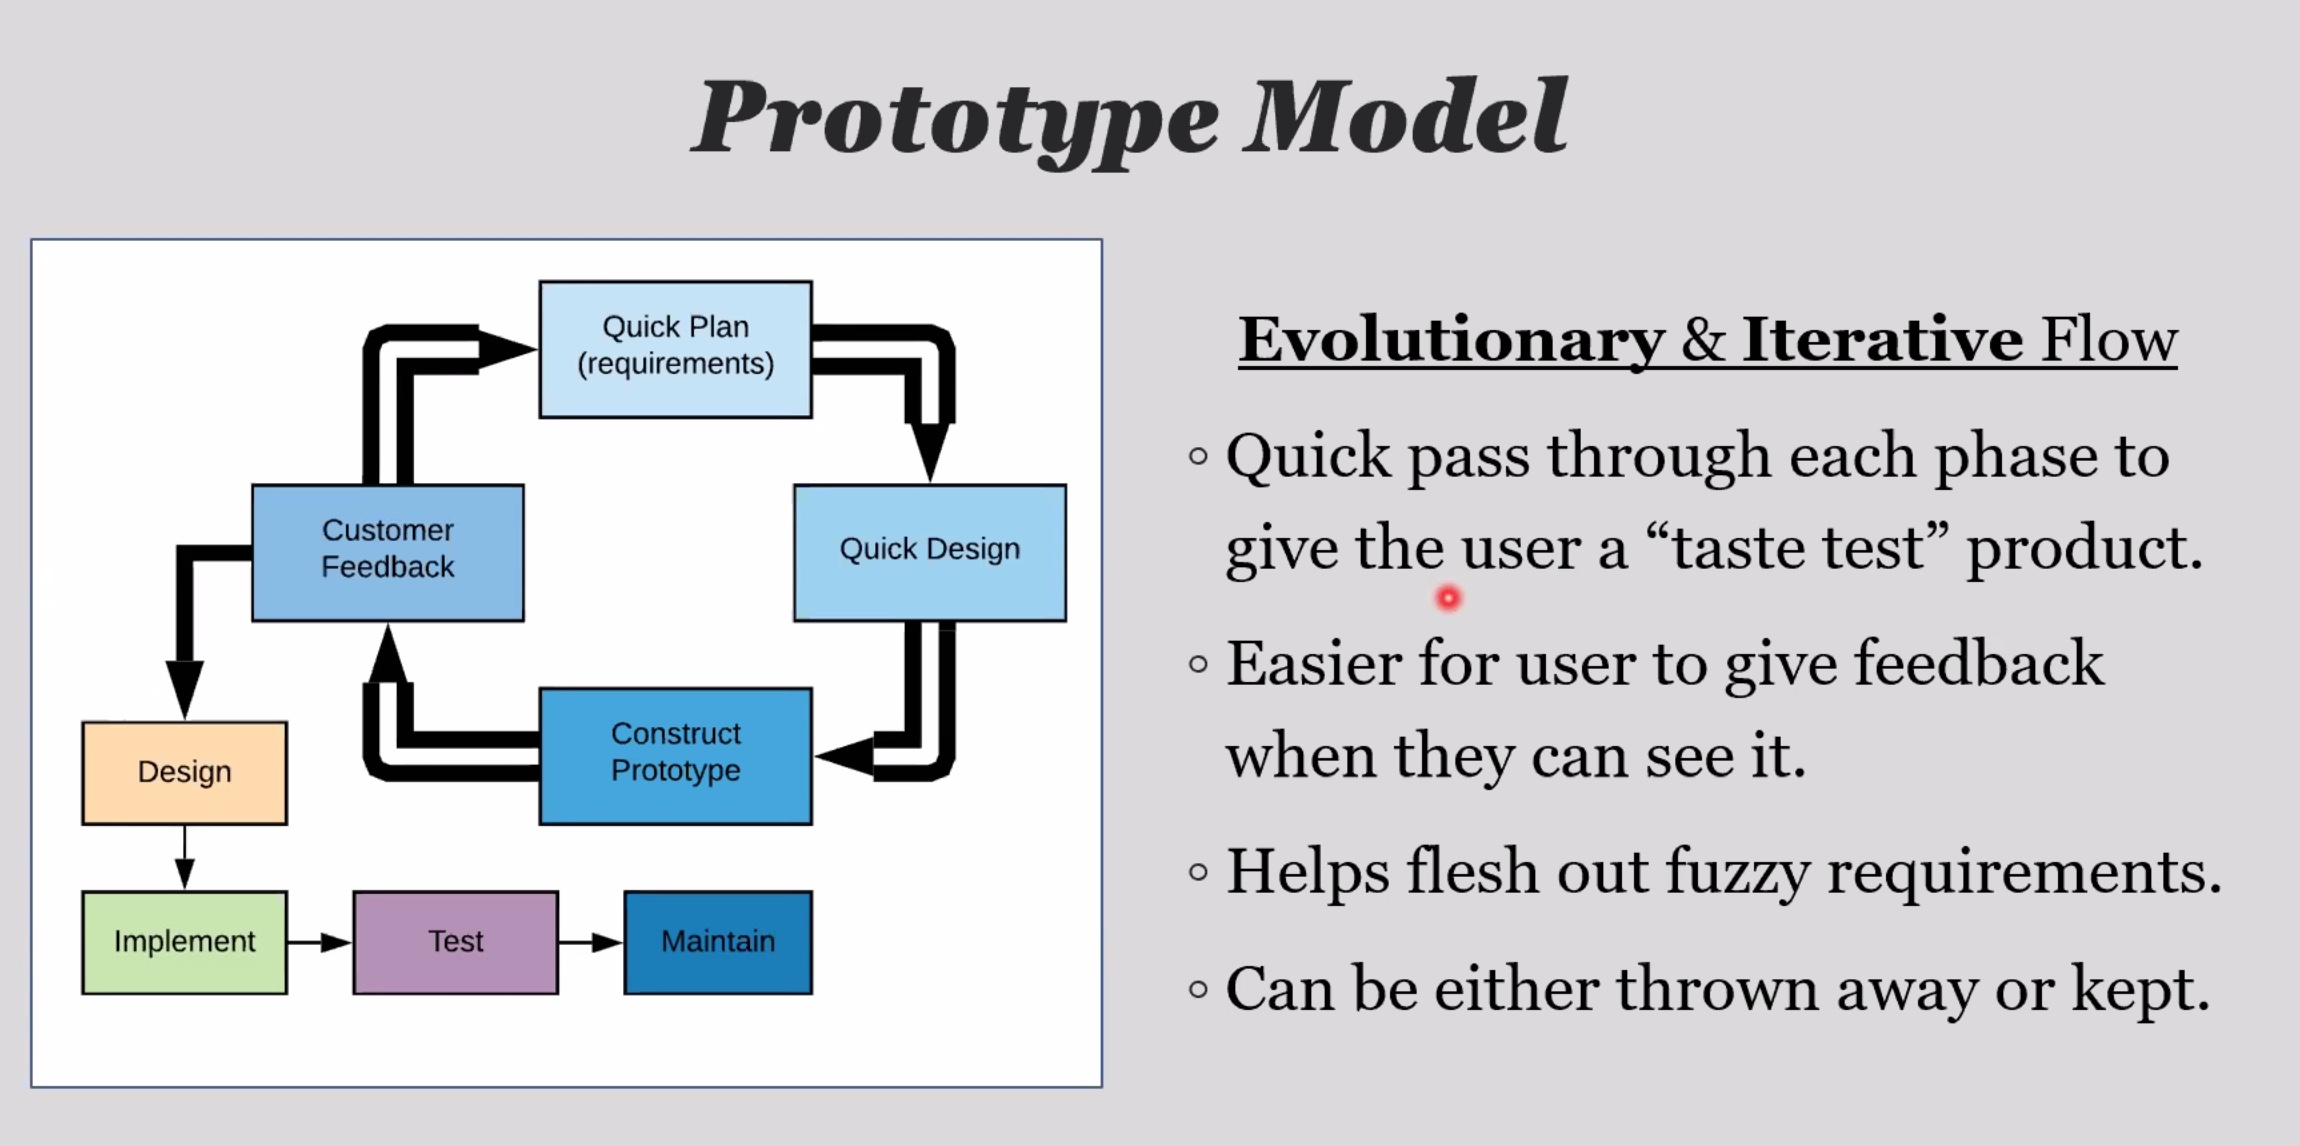 Prototype Model
Quick Plan
(requirements)
Customer
Feedback
Quick Design
Construct
Prototype
Design
Implement
Test
Maintain
Evolutionary & Iterative Flow
◦ Quick pass through each phase to
give the user a “taste test” product.
◦ Easier for user to give feedback
when they can see it.
◦ Helps flesh out fuzzy requirements.
◦ Can be either thrown away or kept.